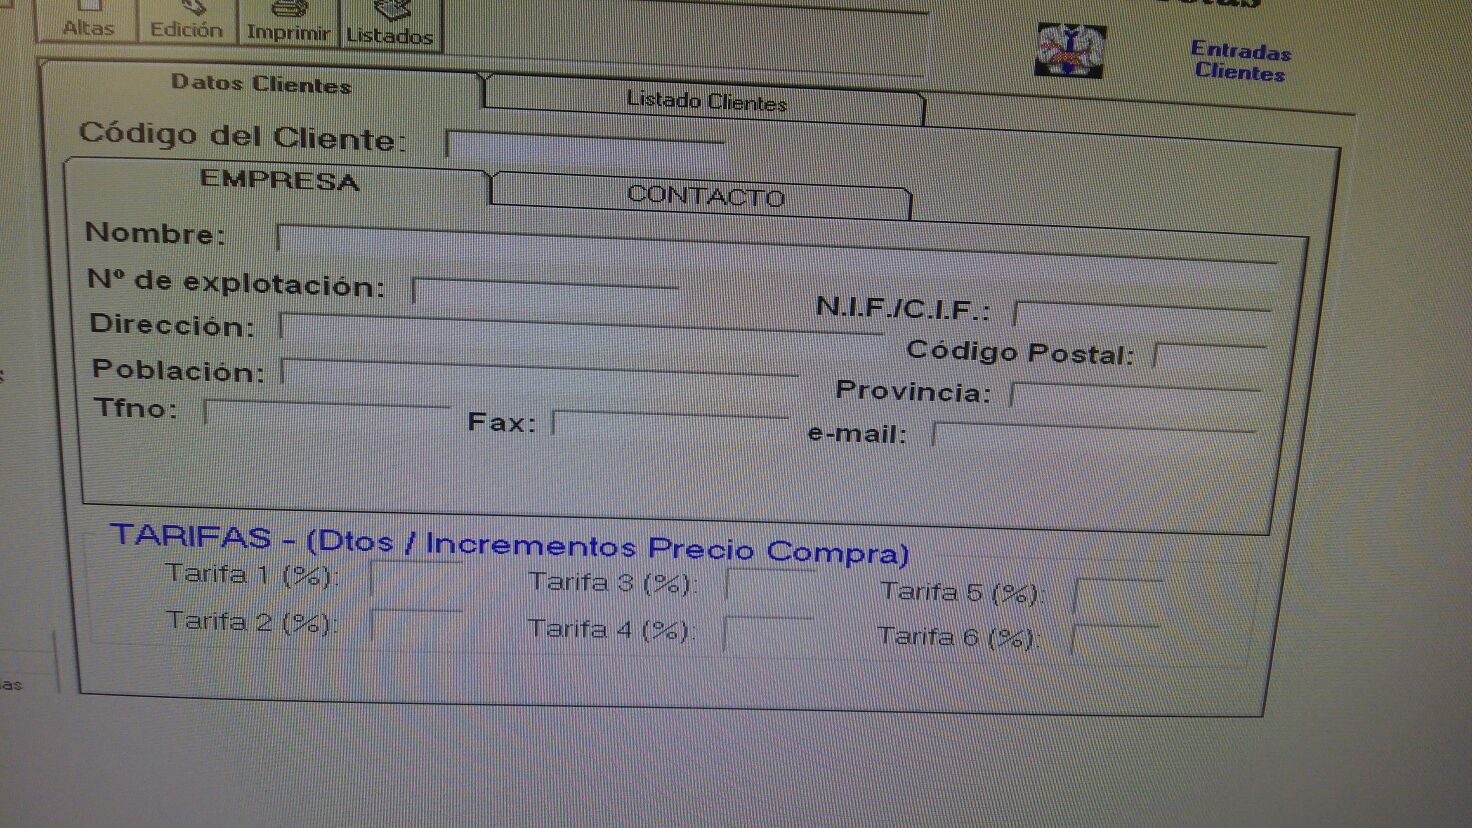 Altas Edición Imprimir Listados
Entradas
Clientes
Datos Clientes Listado Clientes
Código del Cliente:
EMPRESA CONTACTO
Nombre:
Nº de explotación: N.I.F./C.I.F.:
Dirección: Código Postal:
Población: Provincia:
Tfno: Fax: e-mail:
TARIFAS - (Dtos / Incrementos Precio Compra)
Tarifa 1 (%): Tarifa 3 (%): Tarifa 5 (%):
Tarifa 2 (%): Tarifa 4 (%): Tarifa 6 (%):